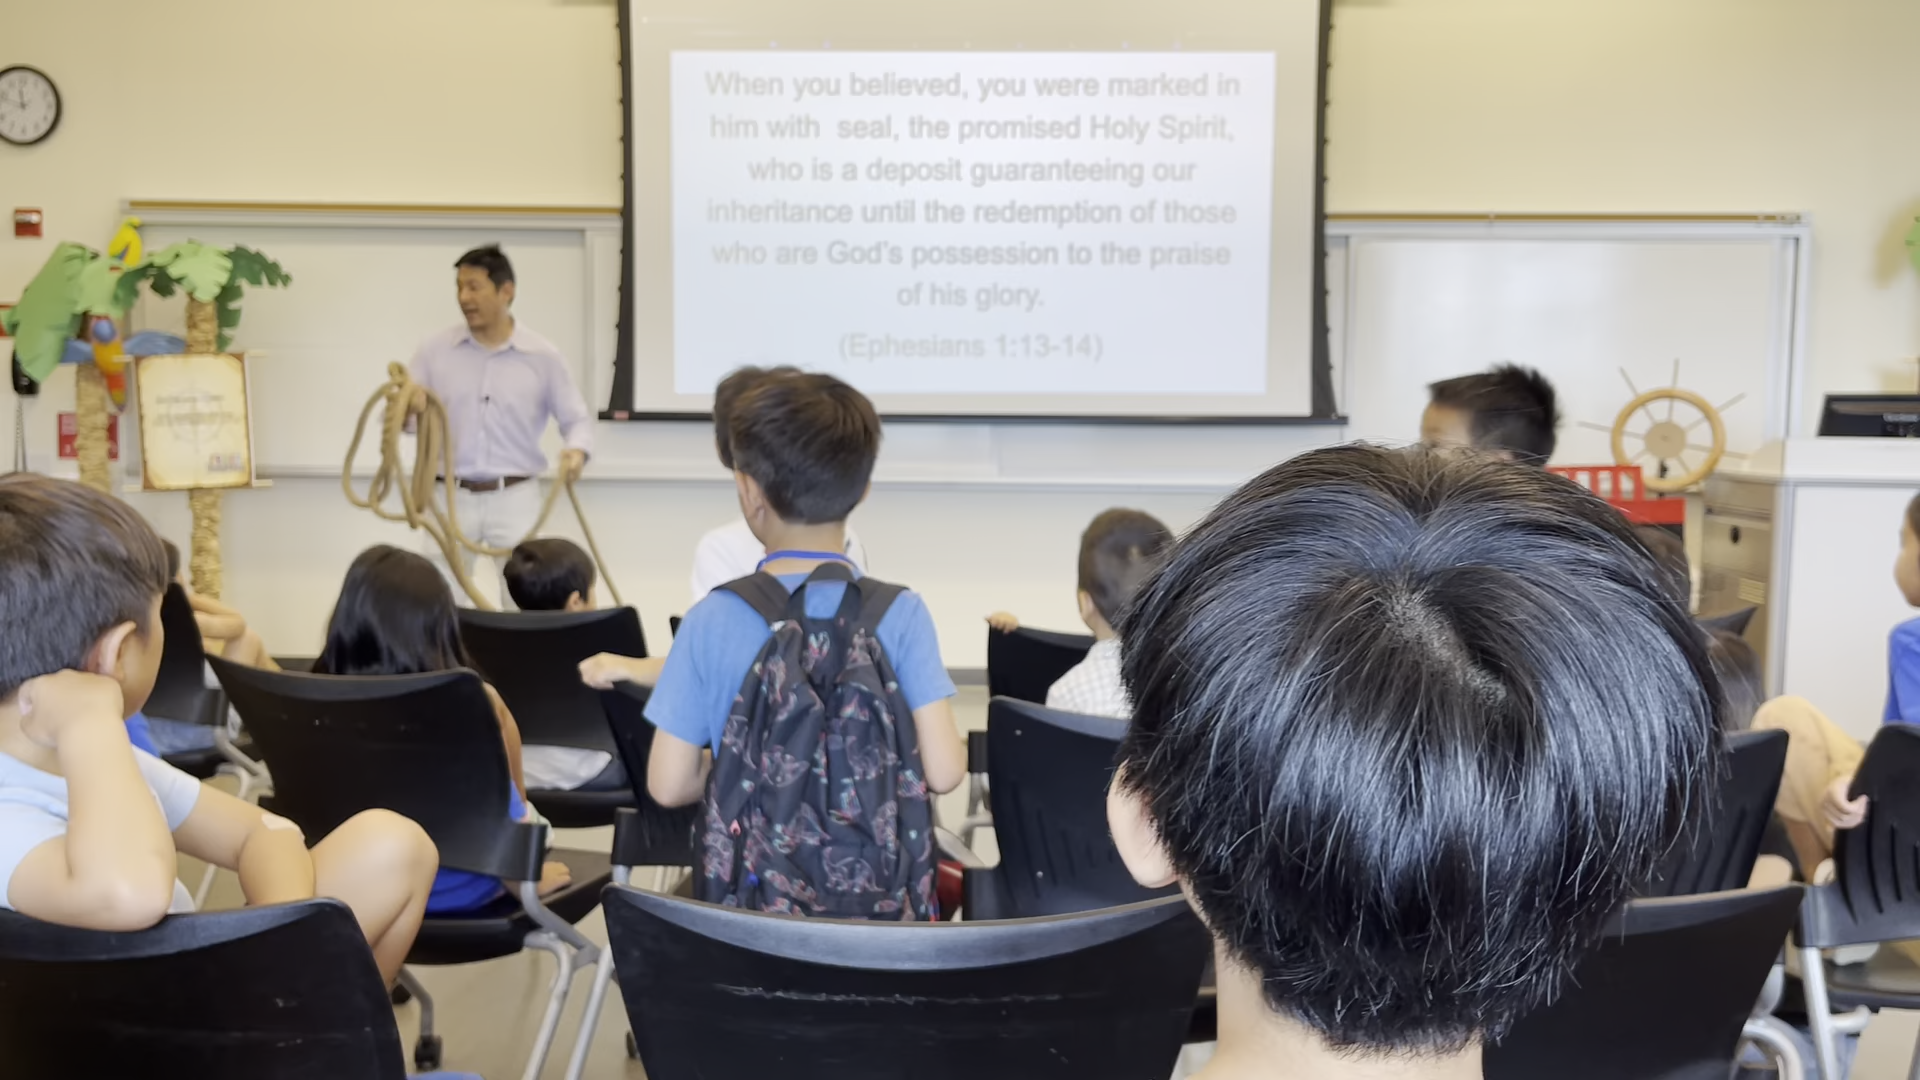 When you believed, you were marked in
him with seal, the promised Holy Spirit,
who is a deposit guaranteeing our
inheritance until the redemption of those
who are God's possession to the praise
of his glory.
(Ephesians 1:13-14)